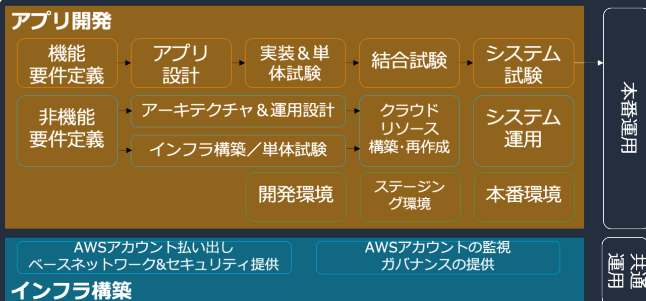 アプリ開発
機能
要件定義
アプリ
設計
実装＆単
体試験
結合試験
システム
試験
非機能
要件定義
アーキテクチャ＆運用設計
インフラ構築／単体試験
クラウド
リソース
構築・再作成
システム
運用
開発環境
ステージン
グ環境
本番環境
本番運用
AWSアカウント払い出し
ベースネットワーク&セキュリティ提供
AWSアカウントの監視
ガバナンスの提供
インフラ構築
共通
運用